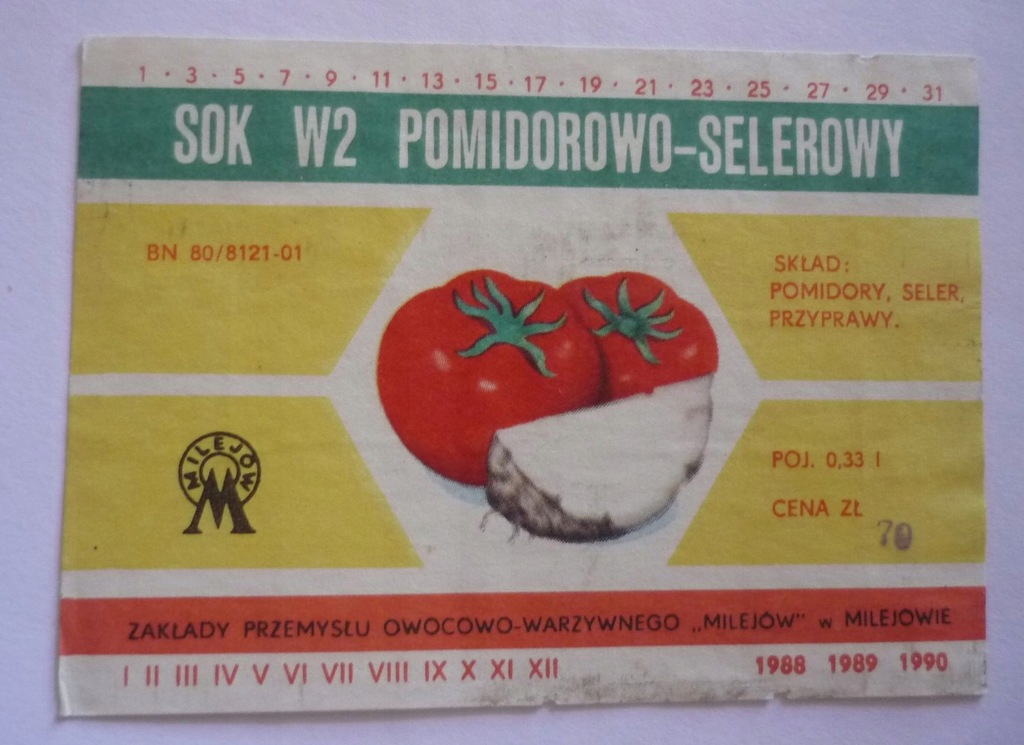 1 · 3 · 5 · 7 · 9 · 11 · 13 · 15 · 17 · 19 · 21 · 23 · 25 · 27 · 29 · 31
SOK W2 POMIDOROWO-SELEROWY
BN 80/8121-01
SKŁAD:
POMIDORY, SELER,
PRZYPRAWY.
MILEJÓW
M
POJ. 0,33 l
CENA ZŁ 70
ZAKŁADY PRZEMYSŁU OWOCOWO-WARZYWNEGO „MILEJÓW" w MILEJOWIE
I II III IV V VI VII VIII IX X XI XII 1988 1989 1990